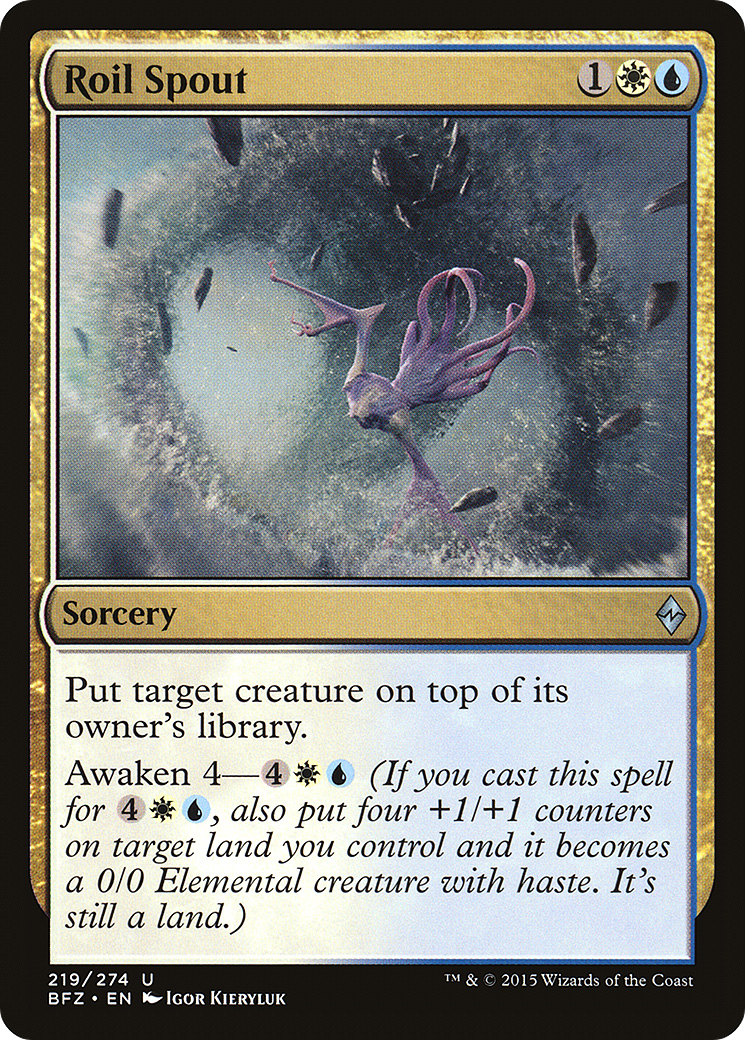 Roil Spout 1
Sorcery
Put target creature on top of its
owner's library.
Awaken 4—4 (If you cast this spell
for 4, also put four +1/+1 counters
on target land you control and it becomes
a 0/0 Elemental creature with haste. It's
still a land.)
219/274 U
BFZ • EN Igor Kieryluk
™ & © 2015 Wizards of the Coast